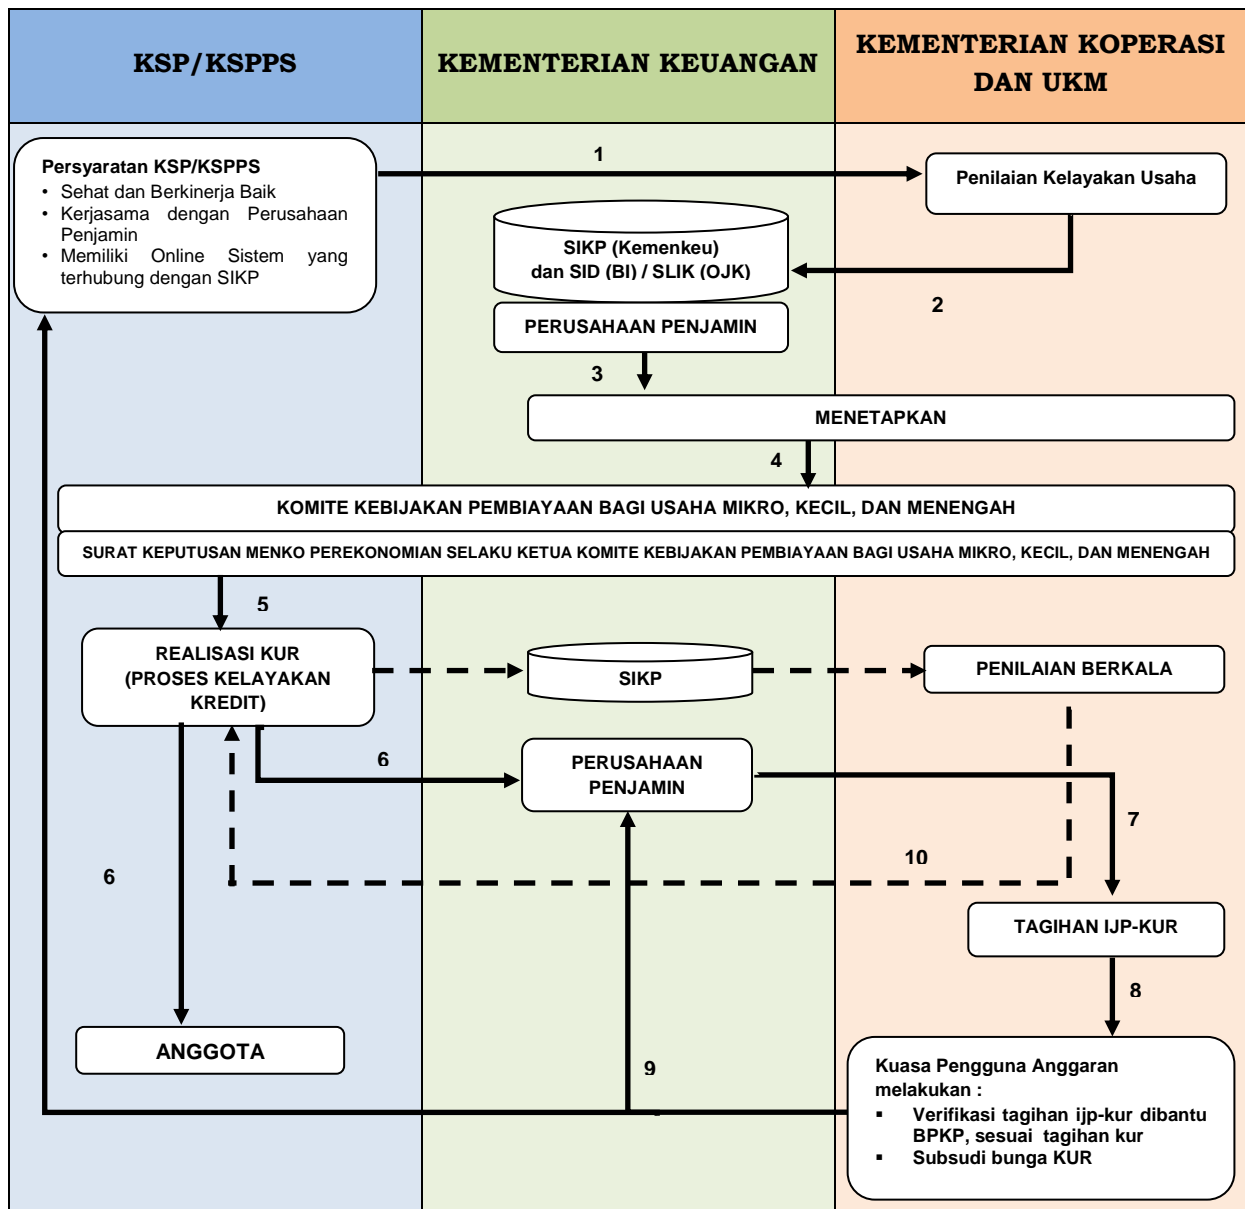 KSP/KSPPS
KEMENTERIAN KEUANGAN
KEMENTERIAN KOPERASI
DAN UKM
Persyaratan KSP/KSPPS
• Sehat dan Berkinerja Baik
• Kerjasama dengan Perusahaan
Penjamin
• Memiliki Online Sistem yang
terhubung dengan SIKP
1
Penilaian Kelayakan Usaha
SIKP (Kemenkeu)
dan SID (BI) / SLIK (OJK)
2
PERUSAHAAN PENJAMIN
3
MENETAPKAN
4
KOMITE KEBIJAKAN PEMBIAYAAN BAGI USAHA MIKRO, KECIL, DAN MENENGAH
SURAT KEPUTUSAN MENKO PEREKONOMIAN SELAKU KETUA KOMITE KEBIJAKAN PEMBIAYAAN BAGI USAHA MIKRO, KECIL, DAN MENENGAH
5
REALISASI KUR
(PROSES KELAYAKAN
KREDIT)
SIKP
PENILAIAN BERKALA
6
PERUSAHAAN
PENJAMIN
7
10
6
TAGIHAN IJP-KUR
8
ANGGOTA
9
Kuasa Pengguna Anggaran
melakukan :
▪ Verifikasi tagihan ijp-kur dibantu
BPKP, sesuai tagihan kur
▪ Subsudi bunga KUR